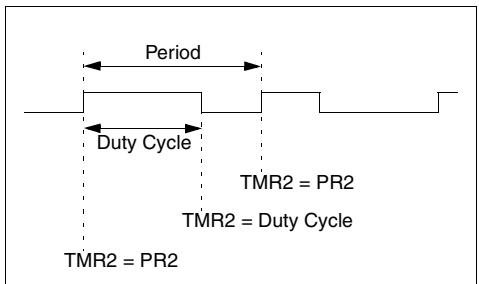 Period
Duty Cycle
TMR2 = PR2
TMR2 = Duty Cycle
TMR2 = PR2